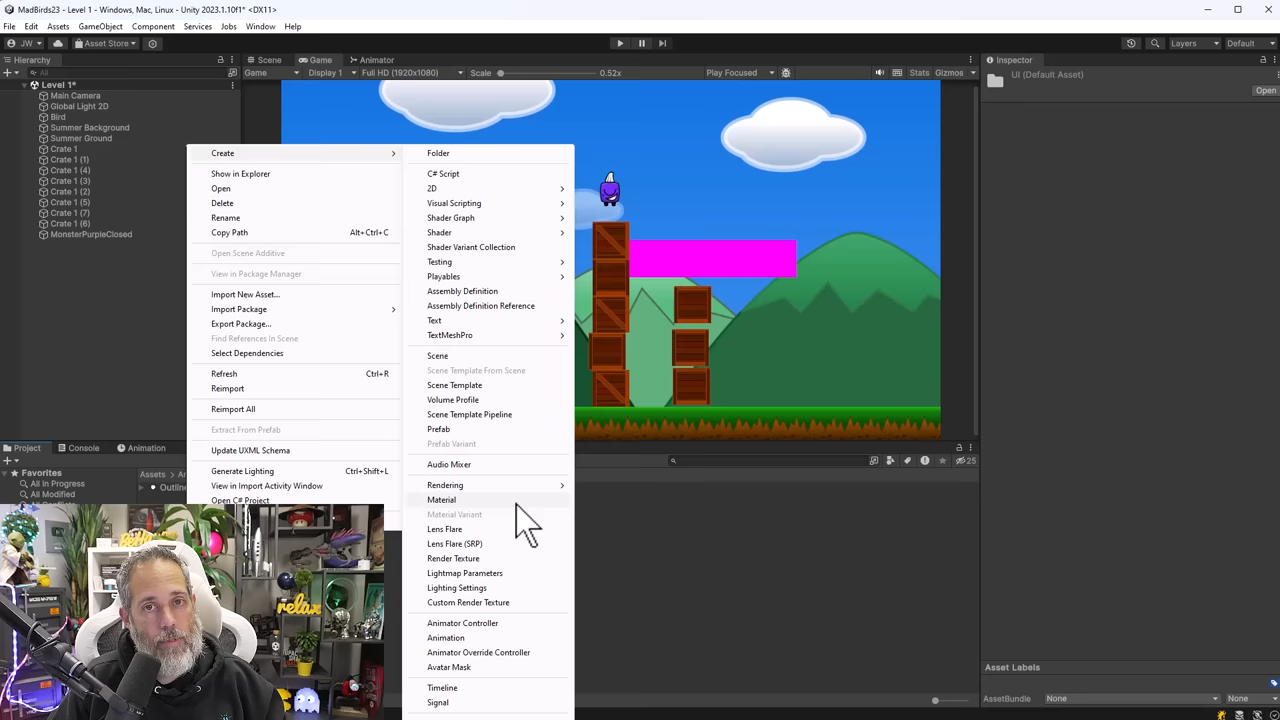 MadBirds23 - Level 1 - Windows, Mac, Linux - Unity 2023.1.10f1* <DX11>
File Edit Assets GameObject Component Services Jobs Window Help
JW Asset Store Layers Default
Hierarchy Scene Game Animator Inspector
All Game Display 1 Full HD (1920x1080) Scale 0.52x Play Focused Stats Gizmos
UI (Default Asset)
Open
Level 1*
Main Camera
Global Light 2D
Bird
Summer Background
Summer Ground
Crate 1
Crate 1 (1)
Crate 1 (4)
Crate 1 (3)
Crate 1 (2)
Crate 1 (5)
Crate 1 (7)
Crate 1 (6)
MonsterPurpleClosed
Create
Show in Explorer
Open
Delete
Rename
Copy Path Alt+Ctrl+C
Open Scene Additive
View in Package Manager
Import New Asset...
Import Package
Export Package...
Find References In Scene
Select Dependencies
Refresh Ctrl+R
Reimport
Reimport All
Extract From Prefab
Update UXML Schema
Generate Lighting Ctrl+Shift+L
View in Import Activity Window
Open C# Project
Folder
C# Script
2D
Visual Scripting
Shader Graph
Shader
Shader Variant Collection
Testing
Playables
Assembly Definition
Assembly Definition Reference
Text
TextMeshPro
Scene
Scene Template From Scene
Scene Template
Volume Profile
Scene Template Pipeline
Prefab
Prefab Variant
Audio Mixer
Rendering
Material
Material Variant
Lens Flare
Lens Flare (SRP)
Render Texture
Lightmap Parameters
Lighting Settings
Custom Render Texture
Animator Controller
Animation
Animator Override Controller
Avatar Mask
Timeline
Signal
Project Console Animation
25
Favorites
All In Progress
All Modified
Assets
Outline
relax
Asset Labels
AssetBundle None None